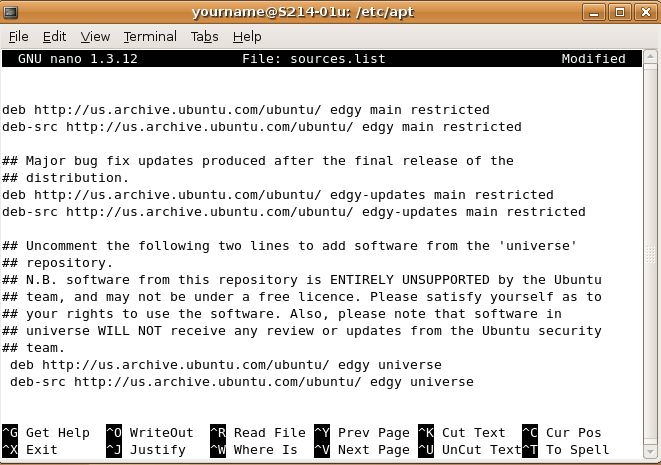 yourname@S214-01u: /etc/apt
File Edit View Terminal Tabs Help
GNU nano 1.3.12 File: sources.list Modified
deb http://us.archive.ubuntu.com/ubuntu/ edgy main restricted
deb-src http://us.archive.ubuntu.com/ubuntu/ edgy main restricted
## Major bug fix updates produced after the final release of the
## distribution.
deb http://us.archive.ubuntu.com/ubuntu/ edgy-updates main restricted
deb-src http://us.archive.ubuntu.com/ubuntu/ edgy-updates main restricted
## Uncomment the following two lines to add software from the 'universe'
## repository.
## N.B. software from this repository is ENTIRELY UNSUPPORTED by the Ubuntu
## team, and may not be under a free licence. Please satisfy yourself as to
## your rights to use the software. Also, please note that software in
## universe WILL NOT receive any review or updates from the Ubuntu security
## team.
deb http://us.archive.ubuntu.com/ubuntu/ edgy universe
deb-src http://us.archive.ubuntu.com/ubuntu/ edgy universe
^G Get Help ^O WriteOut ^R Read File ^Y Prev Page ^K Cut Text ^C Cur Pos
^X Exit ^J Justify ^W Where Is ^V Next Page ^U UnCut Text ^T To Spell